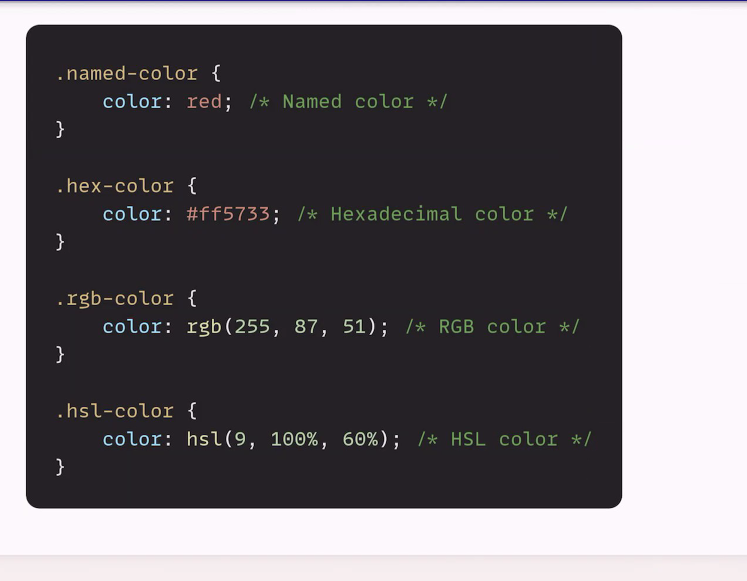 .named-color {
    color: red; /* Named color */
}

.hex-color {
    color: #ff5733; /* Hexadecimal color */
}

.rgb-color {
    color: rgb(255, 87, 51); /* RGB color */
}

.hsl-color {
    color: hsl(9, 100%, 60%); /* HSL color */
}